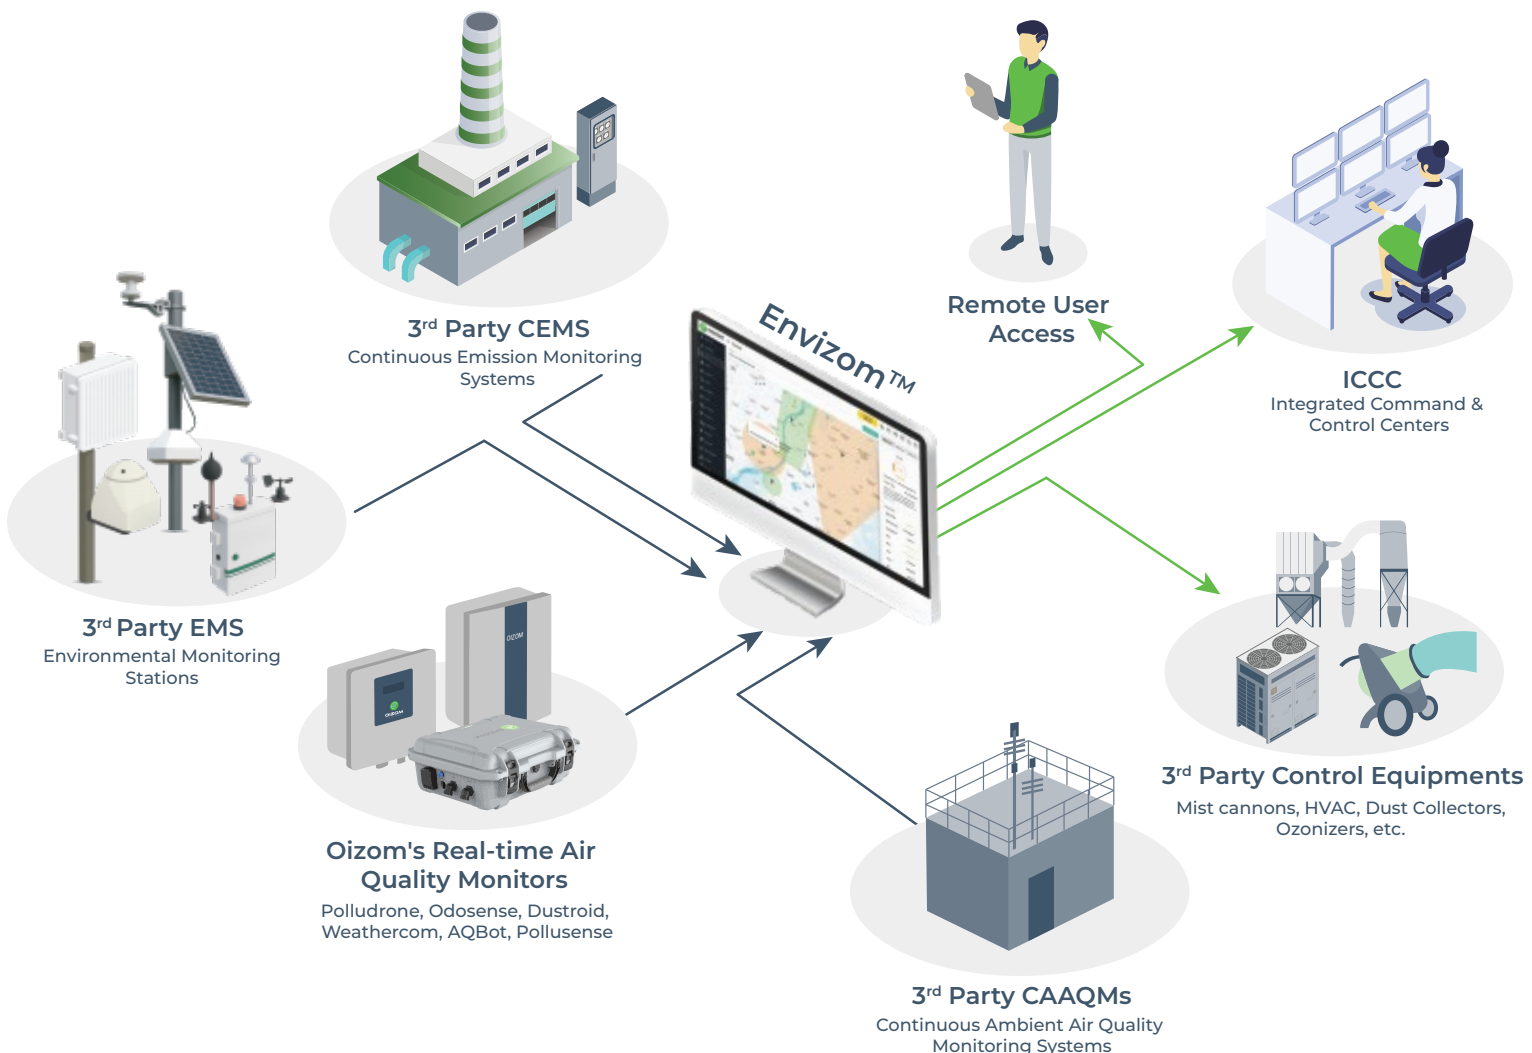 Envizom™
3rd Party CEMS
Continuous Emission Monitoring
Systems
Remote User
Access
ICCC
Integrated Command &
Control Centers
3rd Party EMS
Environmental Monitoring
Stations
OIZOM
OIZOM
Oizom's Real-time Air
Quality Monitors
Polludrone, Odosense, Dustroid,
Weathercom, AQBot, Pollusense
3rd Party Control Equipments
Mist cannons, HVAC, Dust Collectors,
Ozonizers, etc.
3rd Party CAAQMs
Continuous Ambient Air Quality
Monitoring Systems